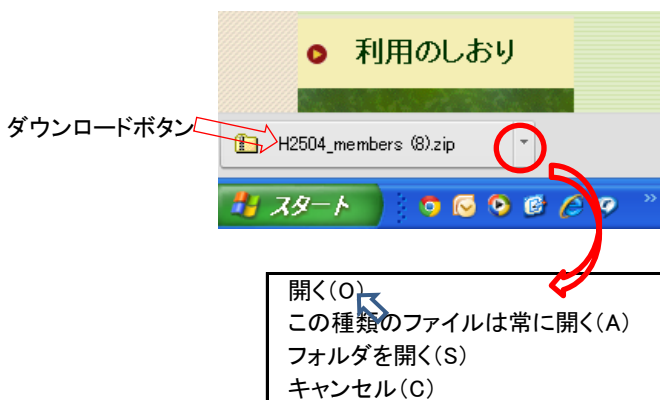 利用のしおり
ダウンロードボタン
H2504_members (8).zip
スタート
開く(O)
この種類のファイルは常に開く(A)
フォルダを開く(S)
キャンセル(C)